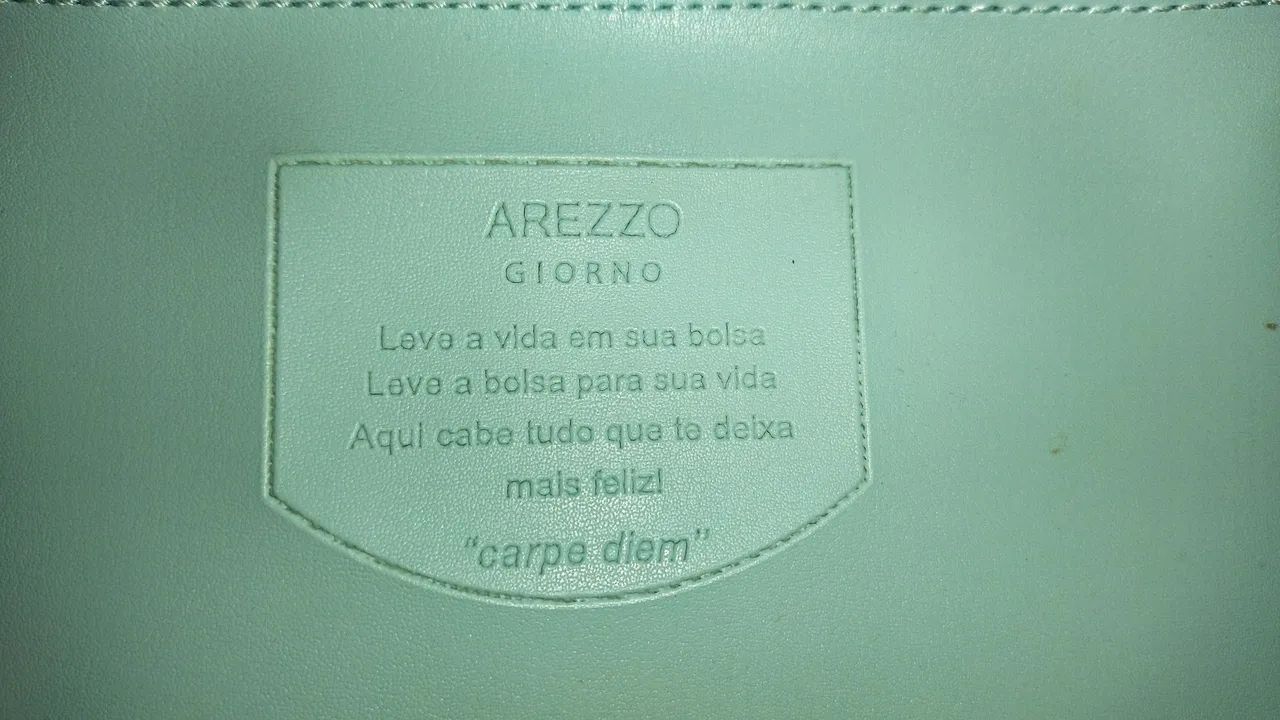 AREZZO
GIORNO
Leve a vida em sua bolsa
Leve a bolsa para sua vida
Aqui cabe tudo que te deixa
mais feliz!
“carpe diem”